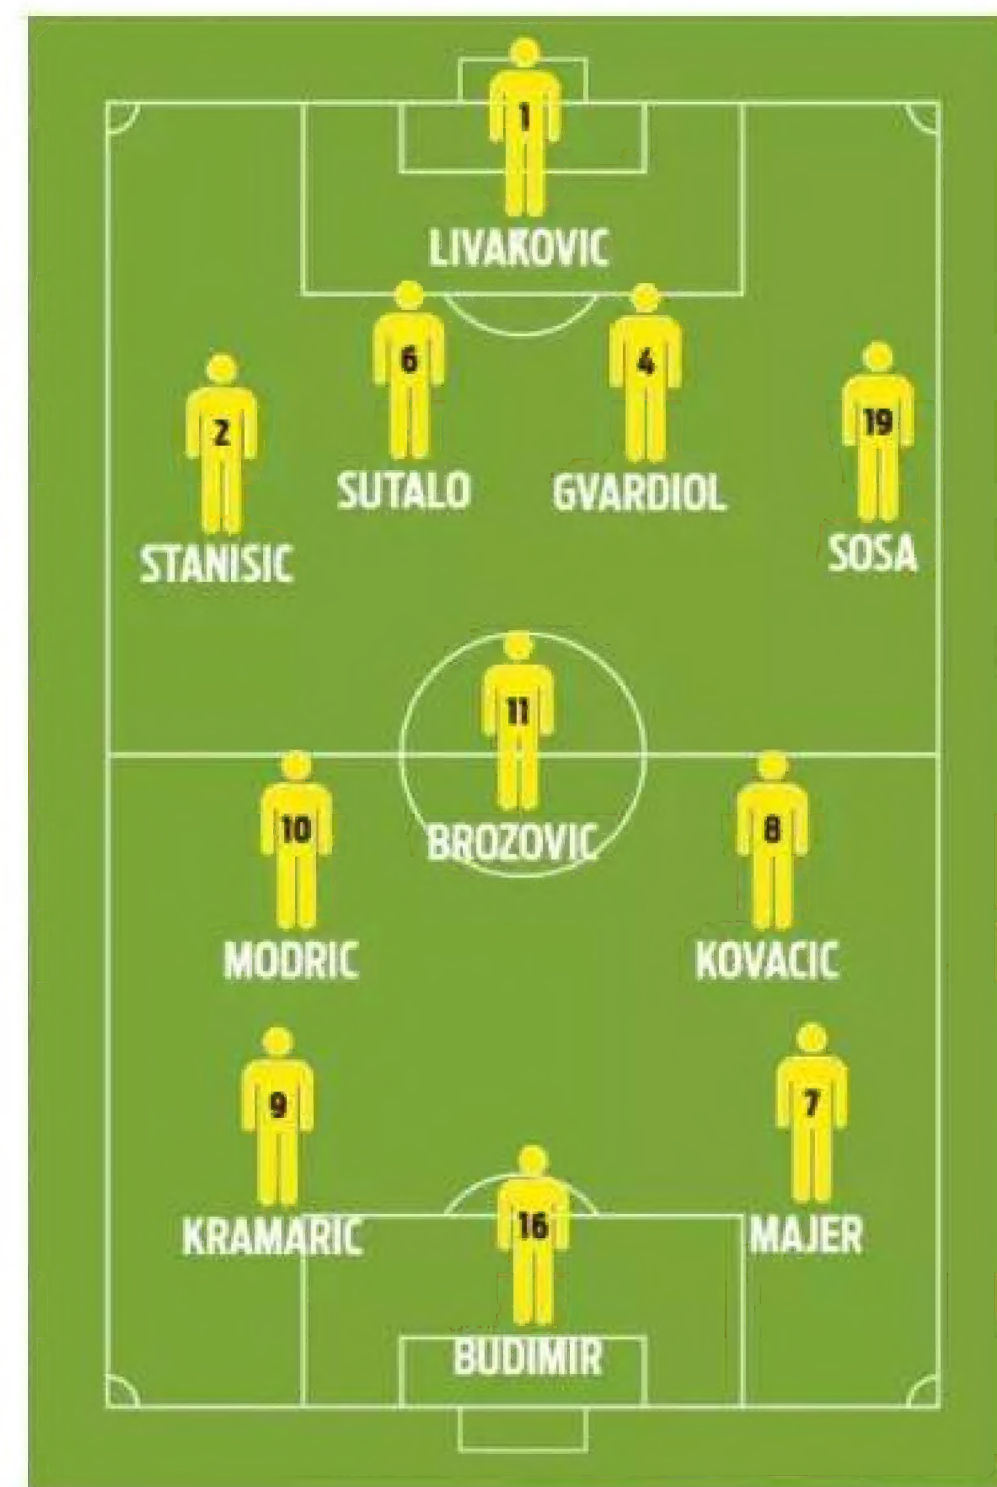 1
LIVAKOVIC
6
SUTALO
4
GVARDIOL
2
STANISIC
19
SOSA
11
BROZOVIC
10
MODRIC
8
KOVACIC
9
KRAMARIC
7
MAJER
16
BUDIMIR